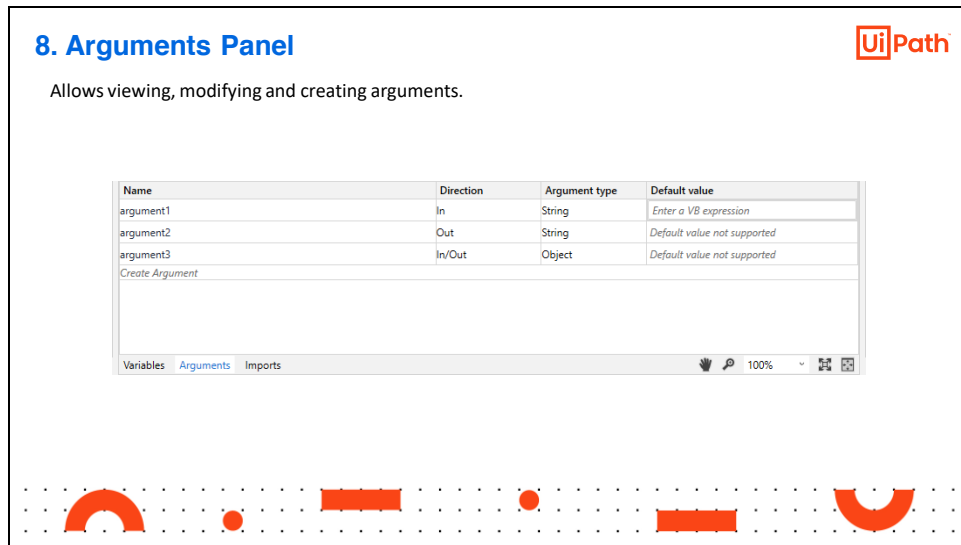 8. Arguments Panel
UiPath
Allows viewing, modifying and creating arguments.
Name Direction Argument type Default value
argument1 In String Enter a VB expression
argument2 Out String Default value not supported
argument3 In/Out Object Default value not supported
Create Argument
Variables Arguments Imports 100%